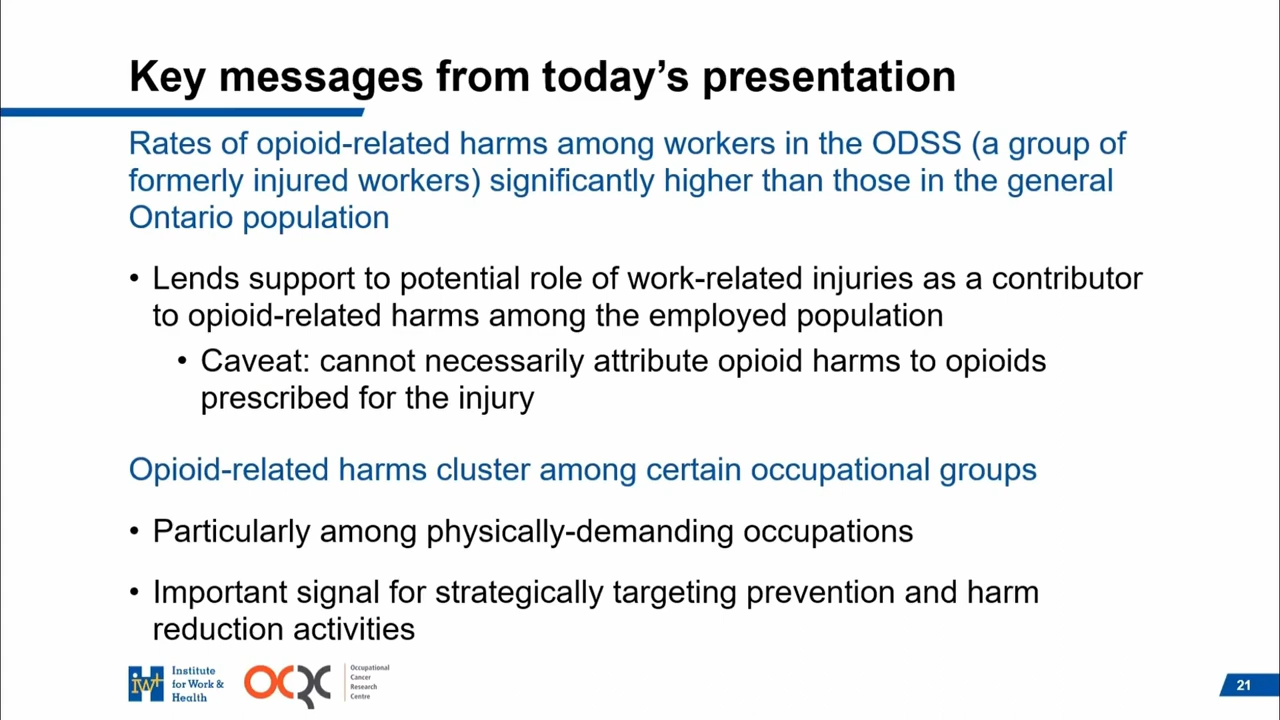 Key messages from today's presentation
Rates of opioid-related harms among workers in the ODSS (a group of
formerly injured workers) significantly higher than those in the general
Ontario population
• Lends support to potential role of work-related injuries as a contributor
to opioid-related harms among the employed population
• Caveat: cannot necessarily attribute opioid harms to opioids
prescribed for the injury
Opioid-related harms cluster among certain occupational groups
• Particularly among physically-demanding occupations
• Important signal for strategically targeting prevention and harm
reduction activities
iw+
Institute
for Work &
Health
OCRC
Occupational
Cancer
Research
Centre
21